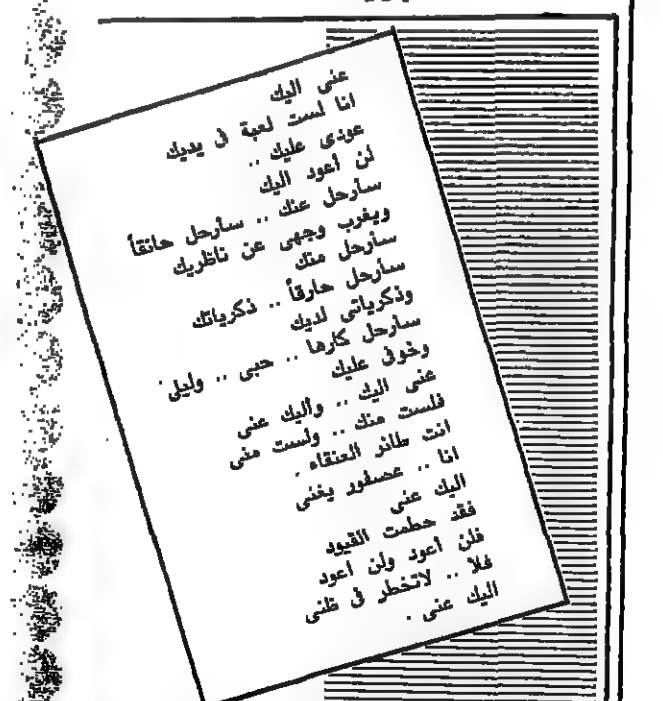 عنى اليك
انا لست لعبة فى يديك
عودى عليك ..
لن أعود اليك
سأرحل عنك .. سأرحل حانقاً
ويغرب وجهى عن ناظريك
سأرحل منك
سأرحل حارقاً .. ذكرياتك
وذكرياتى لديك
سأرحل كارها .. حبى .. وليلى .
وخوفى عليك
عنى اليك .. وأليك عنى
فلست منك .. ولست منى
انت طائر العنقاء .
انا .. عصفور يغنى
اليك عنى
فقد حطمت القيود
فلن أعود ولن أعود
فلا .. لاتخطر فى ظنى
اليك عنى .